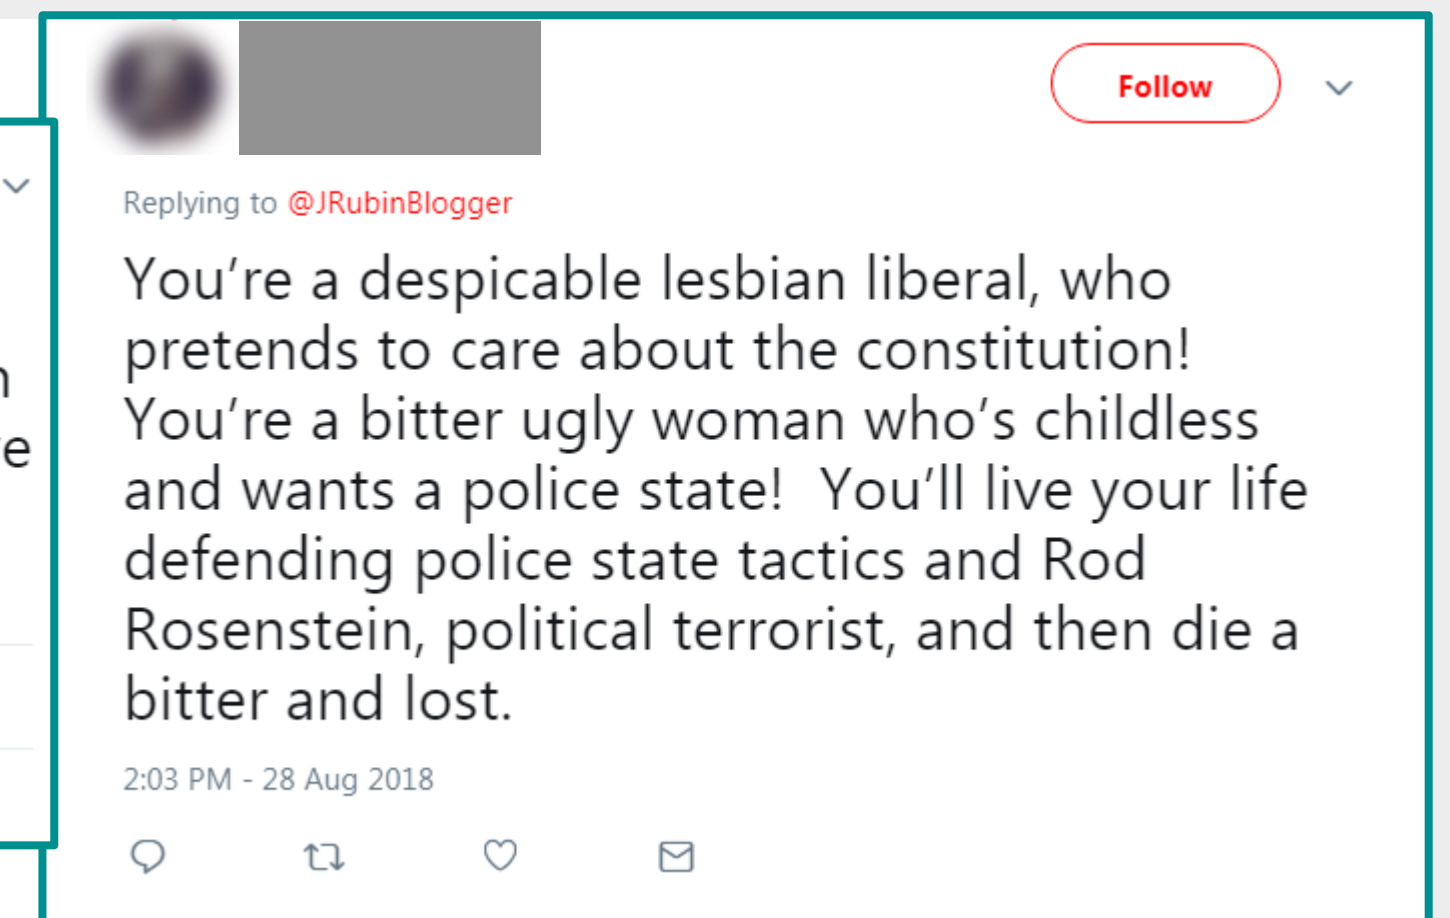 Follow
Replying to @JRubinBlogger
You’re a despicable lesbian liberal, who
pretends to care about the constitution!
You’re a bitter ugly woman who’s childless
and wants a police state!  You’ll live your life
defending police state tactics and Rod
Rosenstein, political terrorist, and then die a
bitter and lost.
2:03 PM - 28 Aug 2018